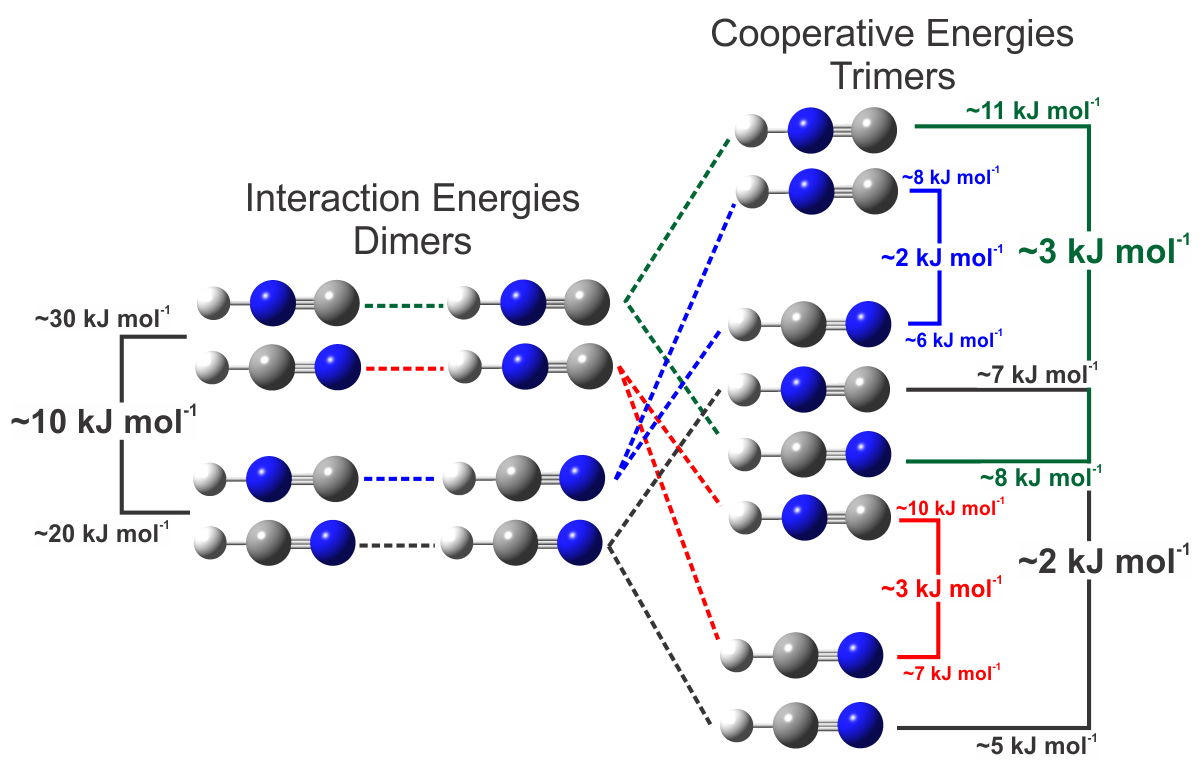 Cooperative Energies
Trimers
~11 kJ mol⁻¹
~8 kJ mol⁻¹
Interaction Energies
Dimers
~2 kJ mol⁻¹
~3 kJ mol⁻¹
~30 kJ mol⁻¹
~6 kJ mol⁻¹
~7 kJ mol⁻¹
~10 kJ mol⁻¹
~8 kJ mol⁻¹
~10 kJ mol⁻¹
~20 kJ mol⁻¹
~2 kJ mol⁻¹
~3 kJ mol⁻¹
~7 kJ mol⁻¹
~5 kJ mol⁻¹